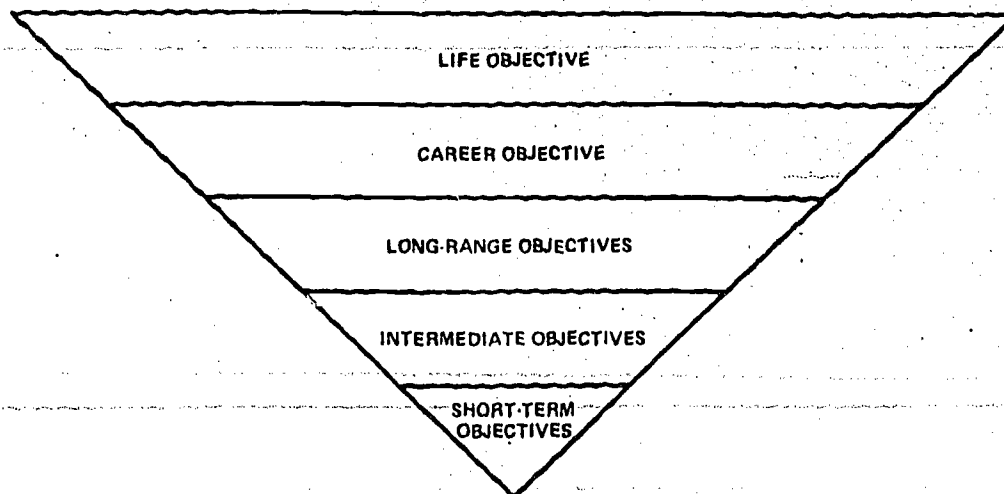 LIFE OBJECTIVE
CAREER OBJECTIVE
LONG-RANGE OBJECTIVES
INTERMEDIATE OBJECTIVES
SHORT-TERM
OBJECTIVES